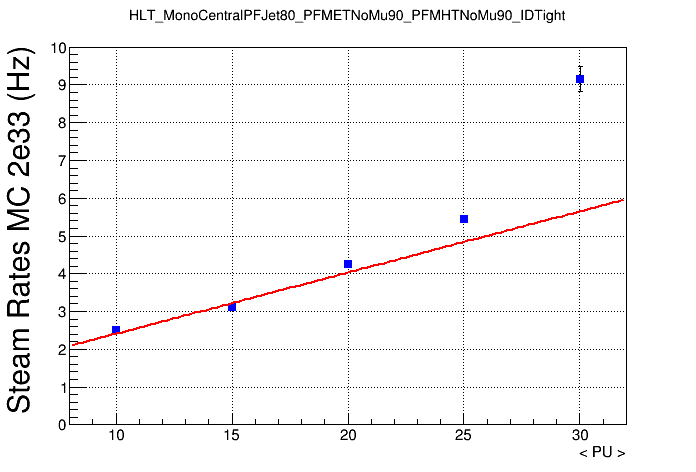 HLT_MonoCentralPFJet80_PFMETNoMu90_PFMHTNoMu90_IDTight
Steam Rates MC 2e33 (Hz)
10
9
8
7
6
5
4
3
2
1
0
10 15 20 25 30
< PU >